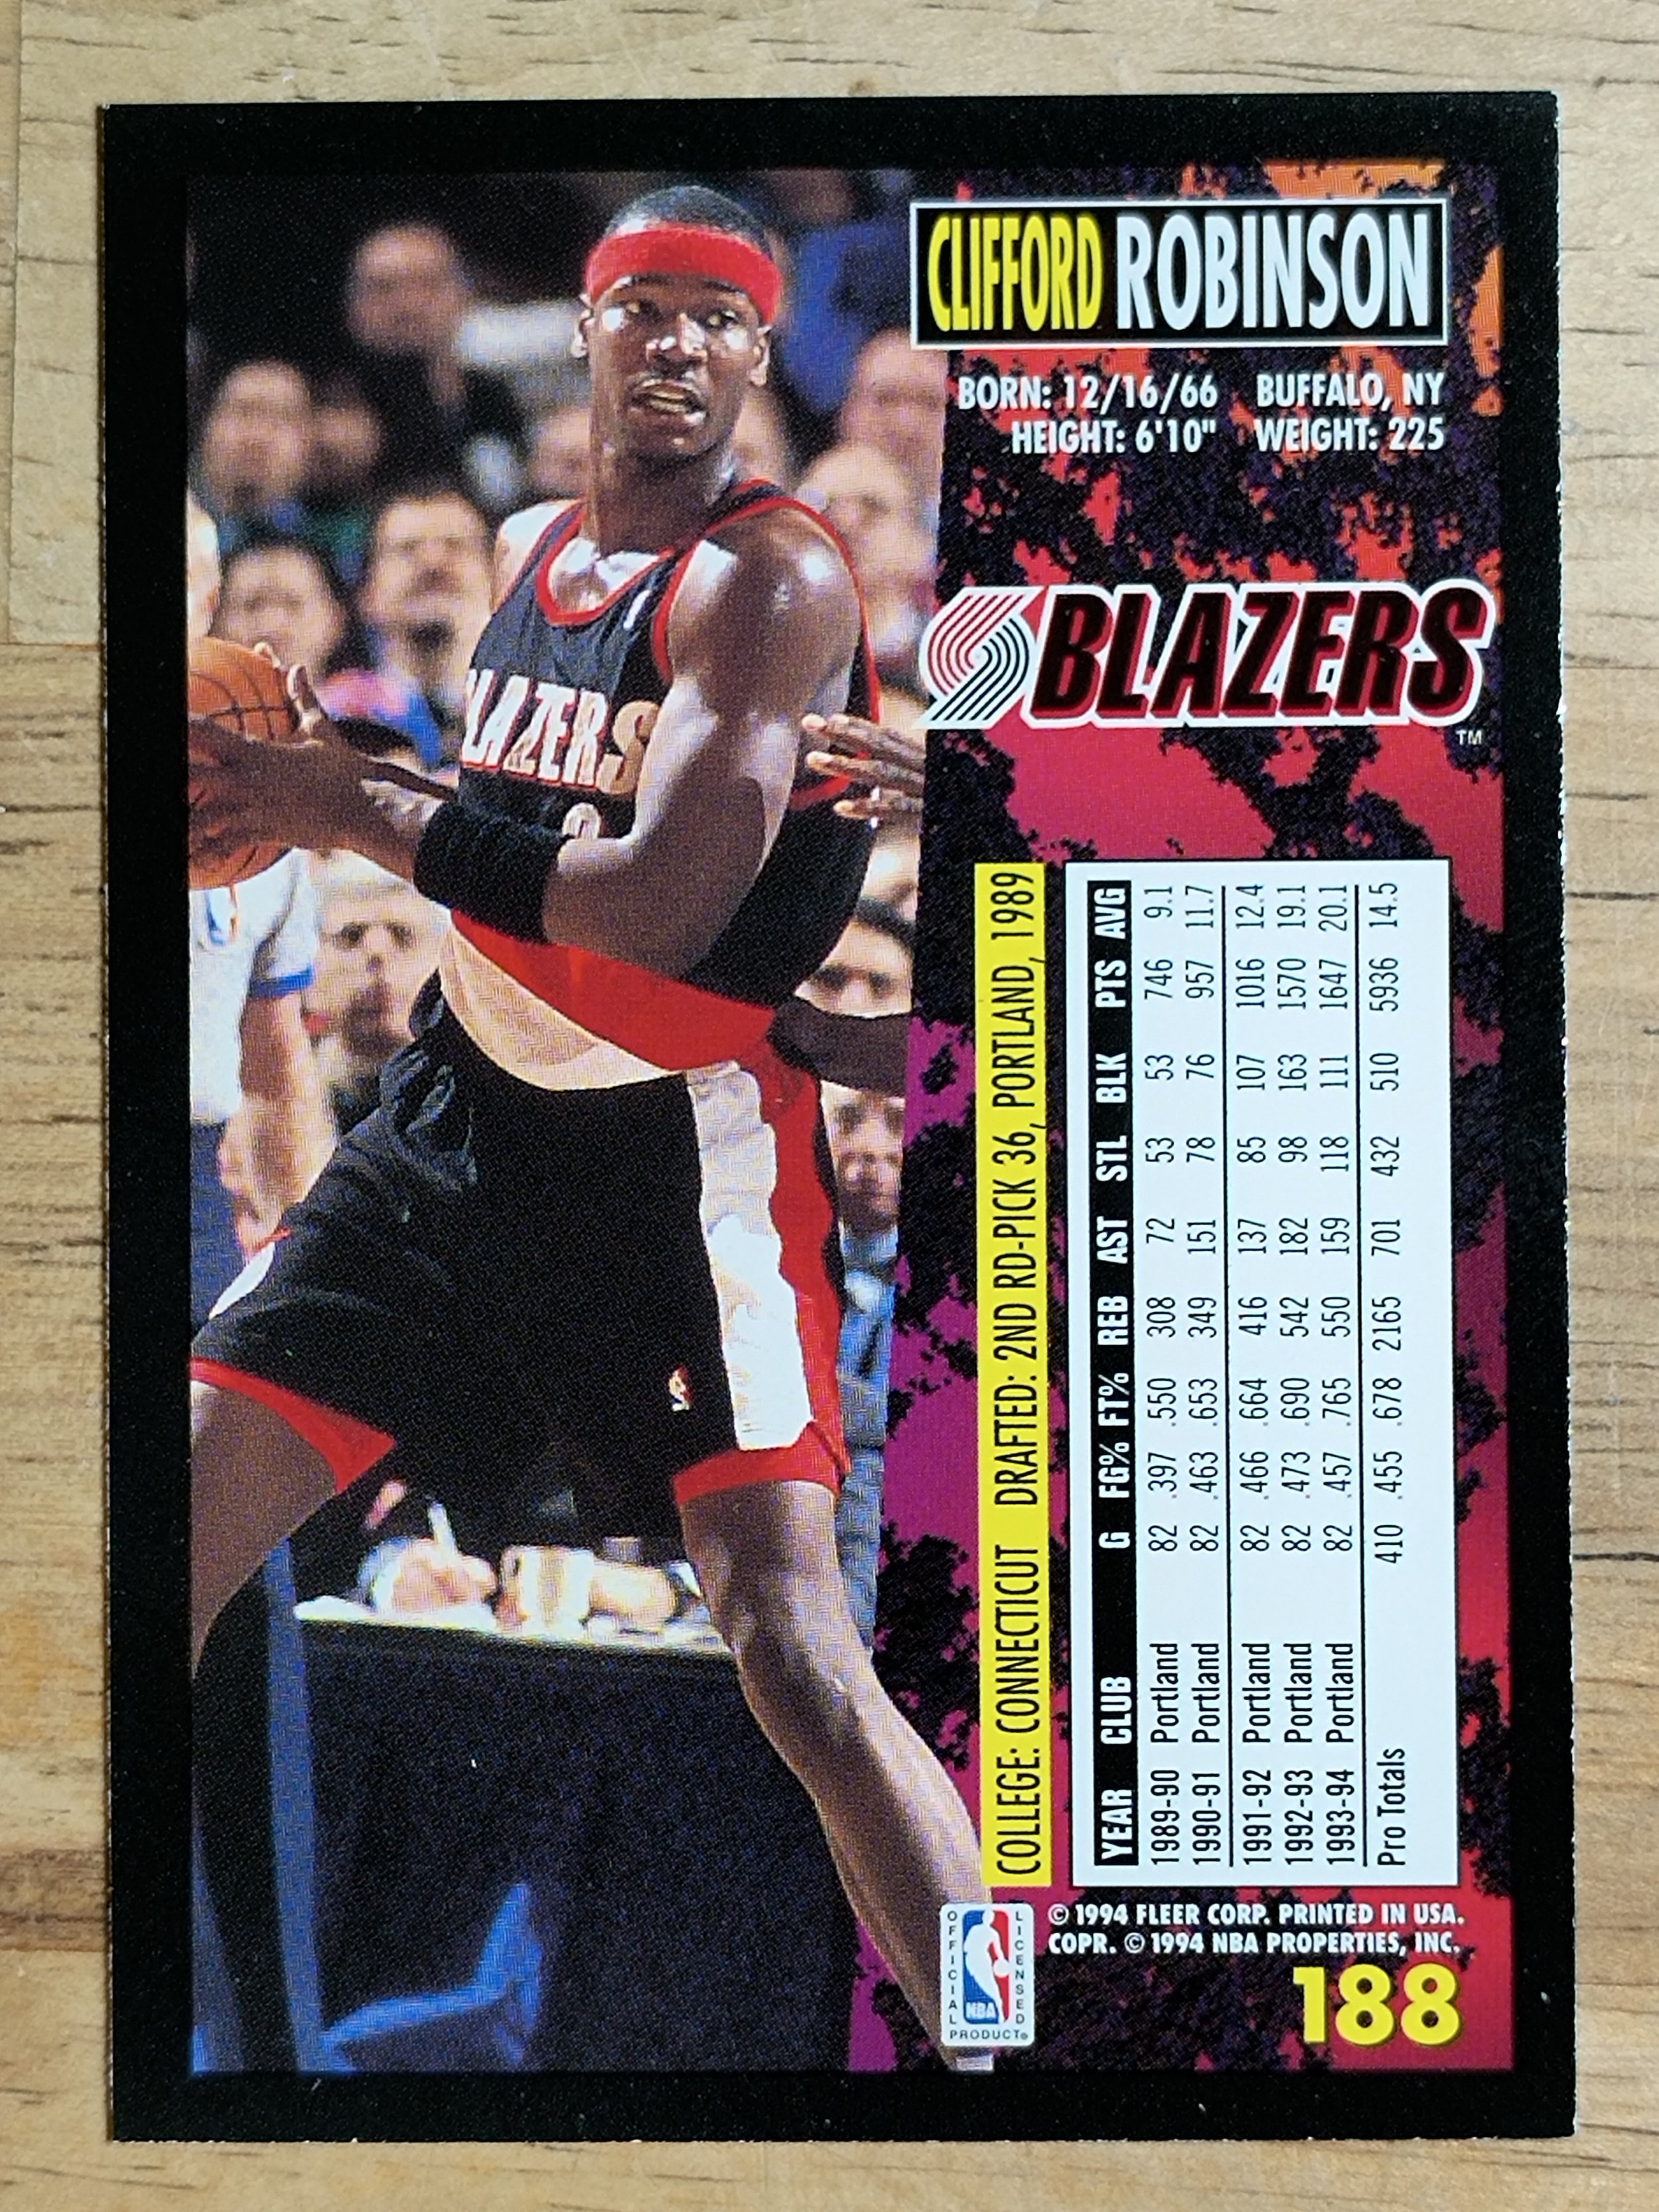 CLIFFORD ROBINSON
BORN: 12/16/66 BUFFALO, NY
HEIGHT: 6'10" WEIGHT: 225
BLAZERS
TM
BLAZERS
COLLEGE: CONNECTICUT DRAFTED: 2ND RD-PICK 36, PORTLAND, 1989
YEAR CLUB G FG% FT% REB AST STL BLK PTS AVG
1989-90 Portland 82 .397 .550 308 72 53 53 746 9.1
1990-91 Portland 82 .463 .653 349 151 78 76 957 11.7
1991-92 Portland 82 .466 .664 416 137 85 107 1016 12.4
1992-93 Portland 82 .473 .690 542 182 98 163 1570 19.1
1993-94 Portland 82 .457 .765 550 159 118 111 1647 20.1
Pro Totals 410 .455 .678 2165 701 432 510 5936 14.5
OFFICIAL LICENSED
NBA
PRODUCT®
© 1994 FLEER CORP. PRINTED IN USA.
COPR. © 1994 NBA PROPERTIES, INC.
188